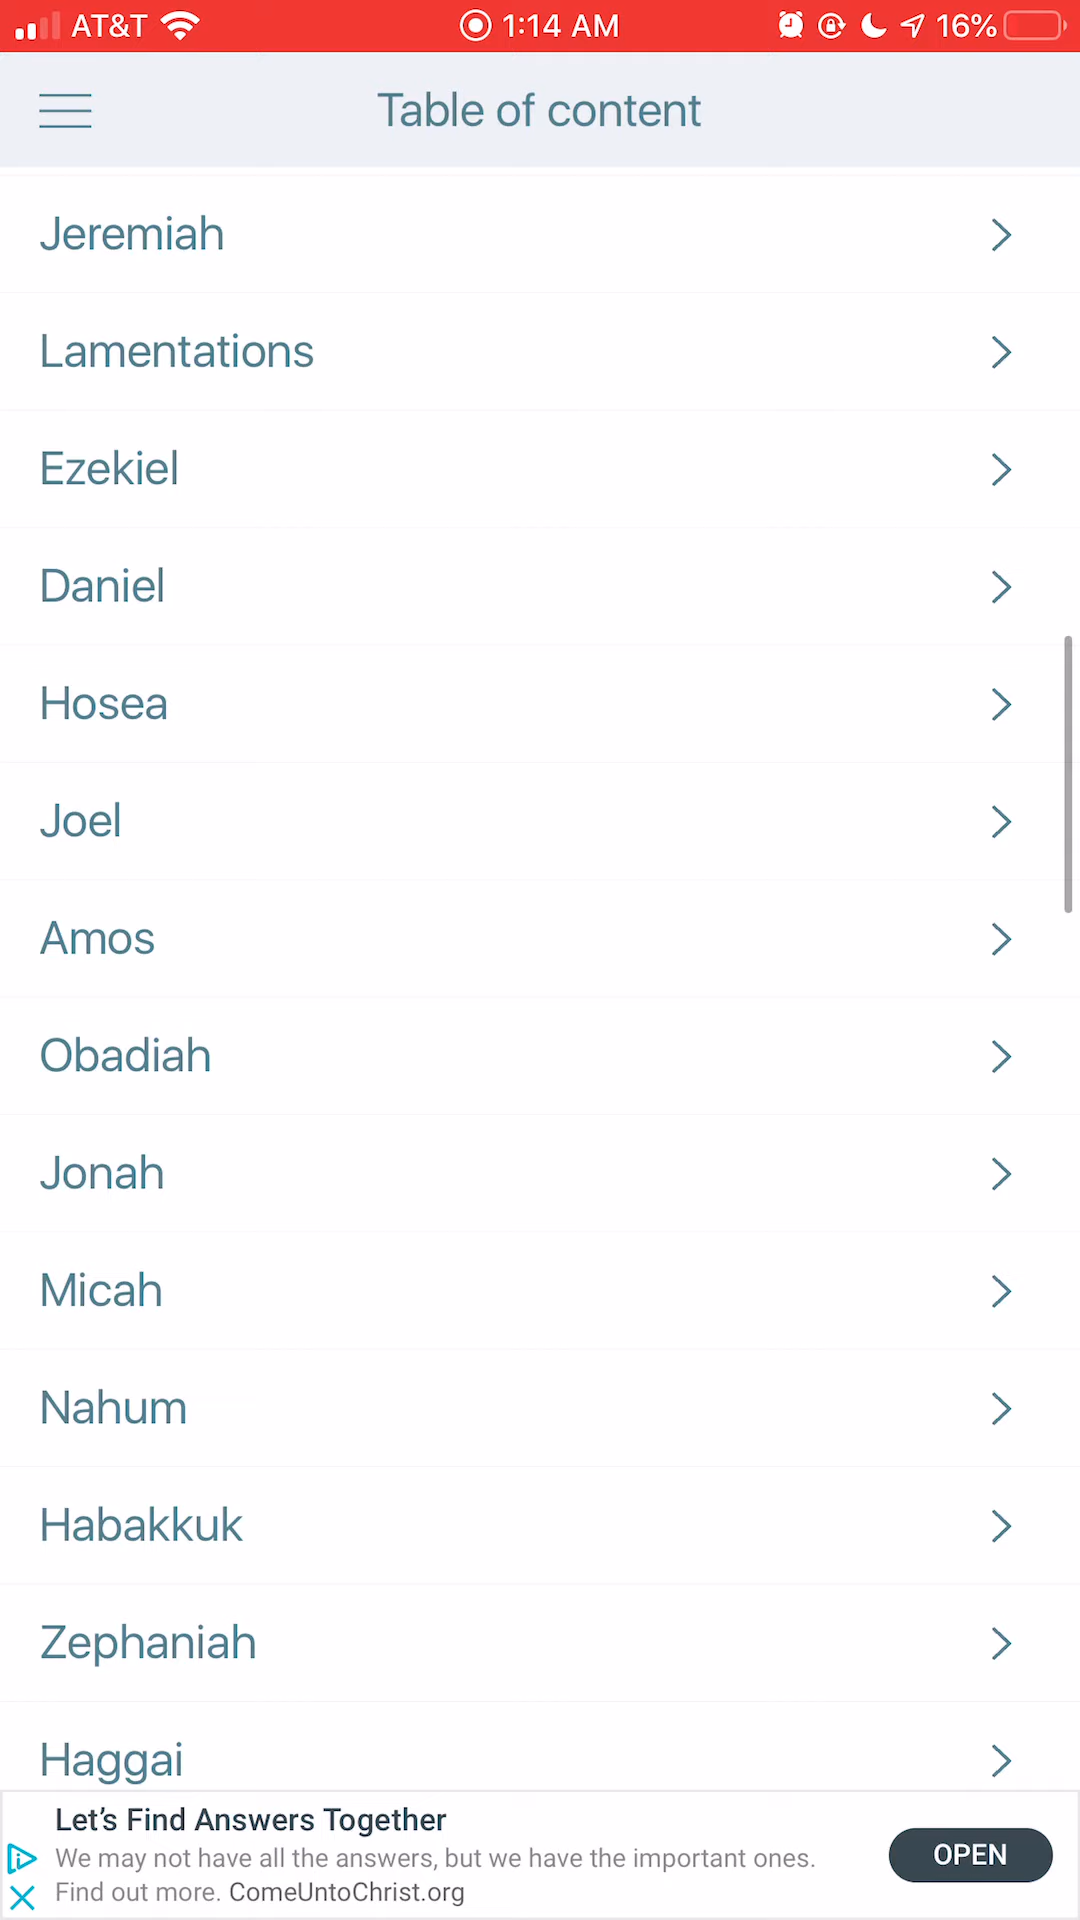 AT&T 1:14 AM 16%
Table of content
Jeremiah
Lamentations
Ezekiel
Daniel
Hosea
Joel
Amos
Obadiah
Jonah
Micah
Nahum
Habakkuk
Zephaniah
Haggai
Let's Find Answers Together
We may not have all the answers, but we have the important ones.
Find out more. ComeUntoChrist.org
OPEN